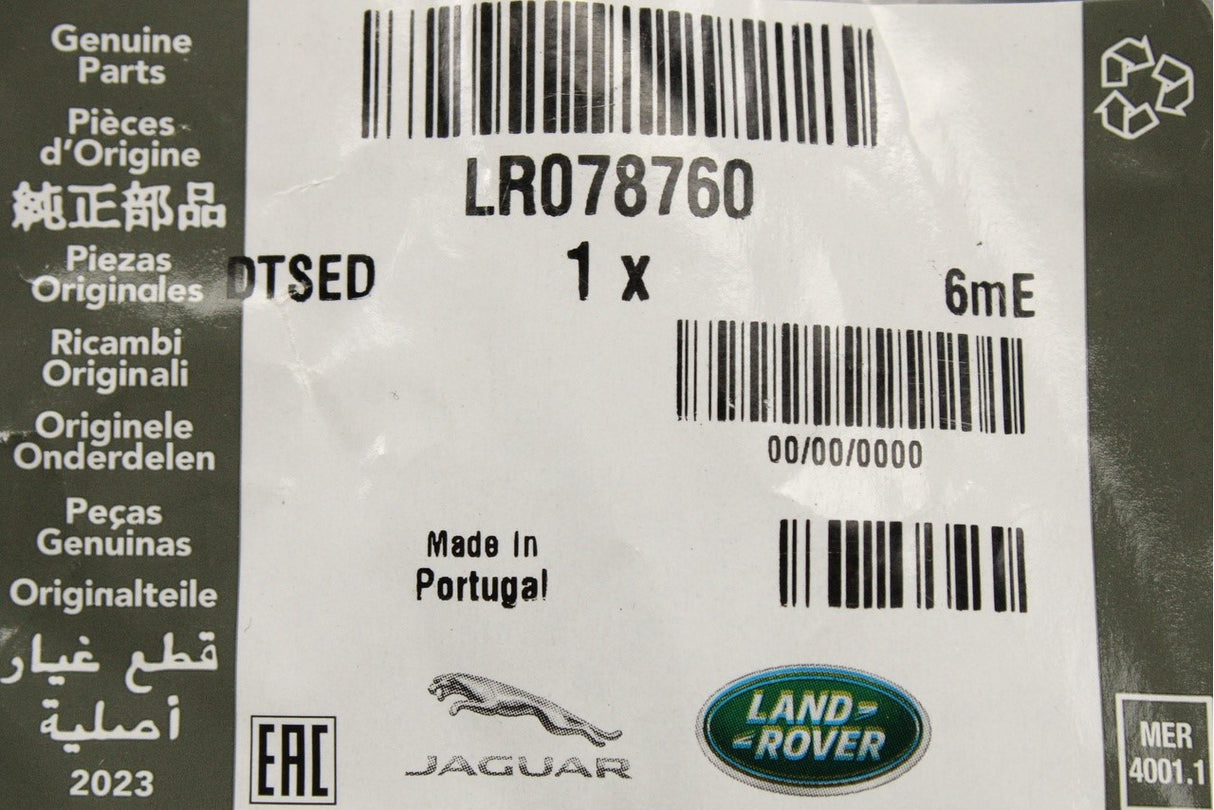 Genuine
Parts
Pièces
d'Origine
純正部品
Piezas
Originales
Ricambi
Originali
Originele
Onderdelen
Peças
Genuinas
Originalteile
قطع غيار
أصلية
2023
LR078760
DTSED
1 x
6mE
00/00/0000
Made In
Portugal
EAC
JAGUAR
LAND
ROVER
MER
4001.1